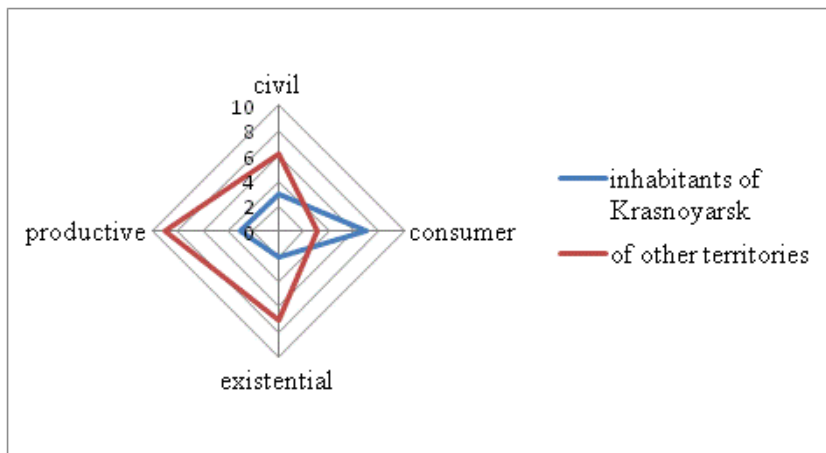 civil
10
8
6
4
2
0
productive
consumer
existential
inhabitants of
Krasnoyarsk
of other territories